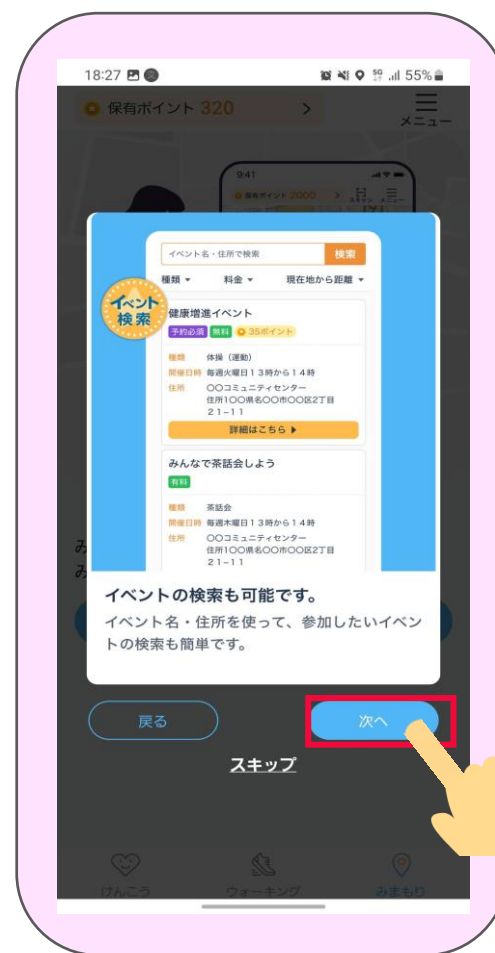 18:27 5G 55%
保有ポイント 320 >
メニュー
9:41
保有ポイント 2000 > スキャン メニュー
イベント名・住所で検索 検索
種類 料金 現在地から距離
イベント
検索
健康増進イベント
予約必須 無料 35ポイント
種類 体操（運動）
開催日時 毎週火曜日13時から14時
住所 〇〇コミュニティセンター
住所1〇〇県名〇〇市〇〇区2丁目
21-11
詳細はこちら ▶
みんなで茶話会しよう
有料
種類 茶話会
開催日時 毎週木曜日13時から14時
住所 〇〇コミュニティセンター
住所1〇〇県名〇〇市〇〇区2丁目
21-11
み
み
イベントの検索も可能です。
イベント名・住所を使って、参加したいイベン
トの検索も簡単です。
戻る 次へ
スキップ
けんこう ウォーキング みまもり